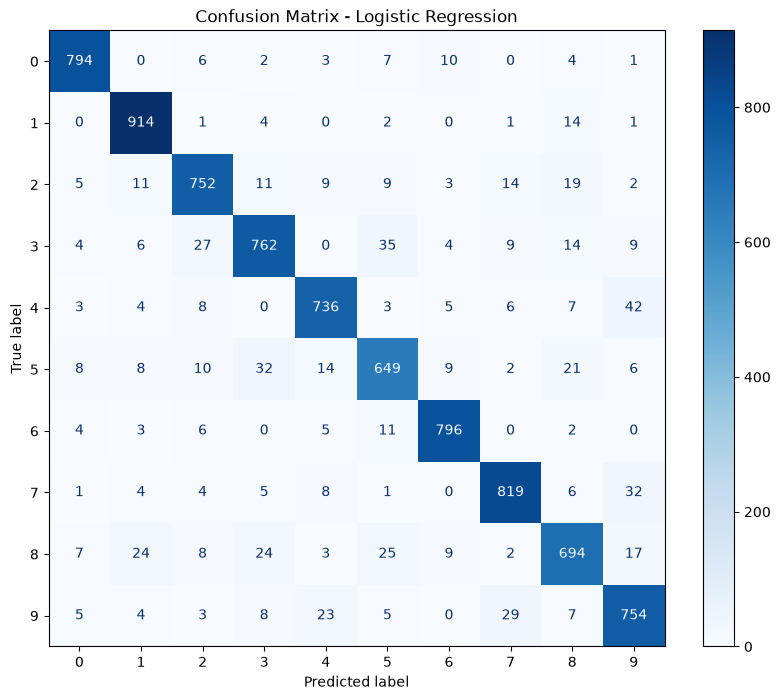 Confusion Matrix - Logistic Regression
0 794 0 6 2 3 7 10 0 4 1
1 0 914 1 4 0 2 0 1 14 1
2 5 11 752 11 9 9 3 14 19 2
3 4 6 27 762 0 35 4 9 14 9
4 3 4 8 0 736 3 5 6 7 42
5 8 8 10 32 14 649 9 2 21 6
6 4 3 6 0 5 11 796 0 2 0
7 1 4 4 5 8 1 0 819 6 32
8 7 24 8 24 3 25 9 2 694 17
9 5 4 3 8 23 5 0 29 7 754
0 1 2 3 4 5 6 7 8 9
Predicted label
True label
800
600
400
200
0